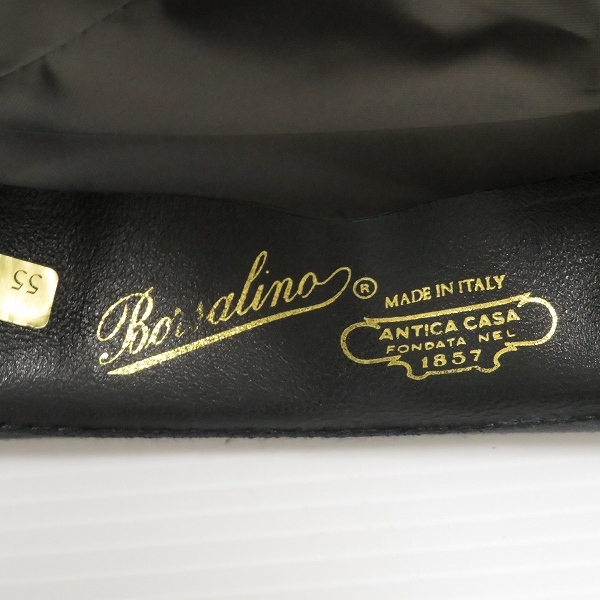 55
Borsalino ®
MADE IN ITALY
ANTICA CASA
FONDATA NEL
1857